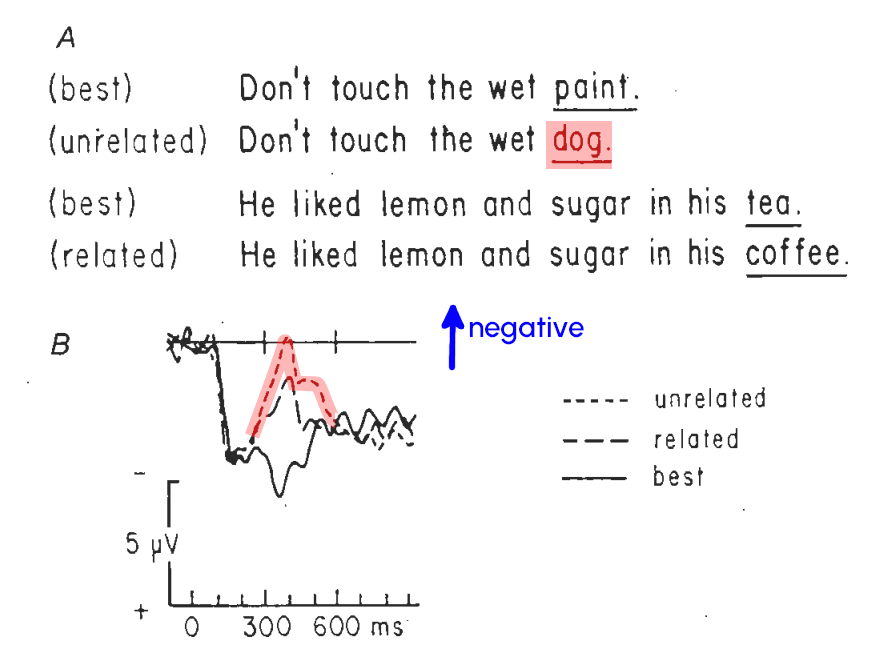 A
(best) Don't touch the wet paint.
(unrelated) Don't touch the wet dog.
(best) He liked lemon and sugar in his tea.
(related) He liked lemon and sugar in his coffee.
negative
B
unrelated
related
best
−
5 μV
+
0 300 600 ms